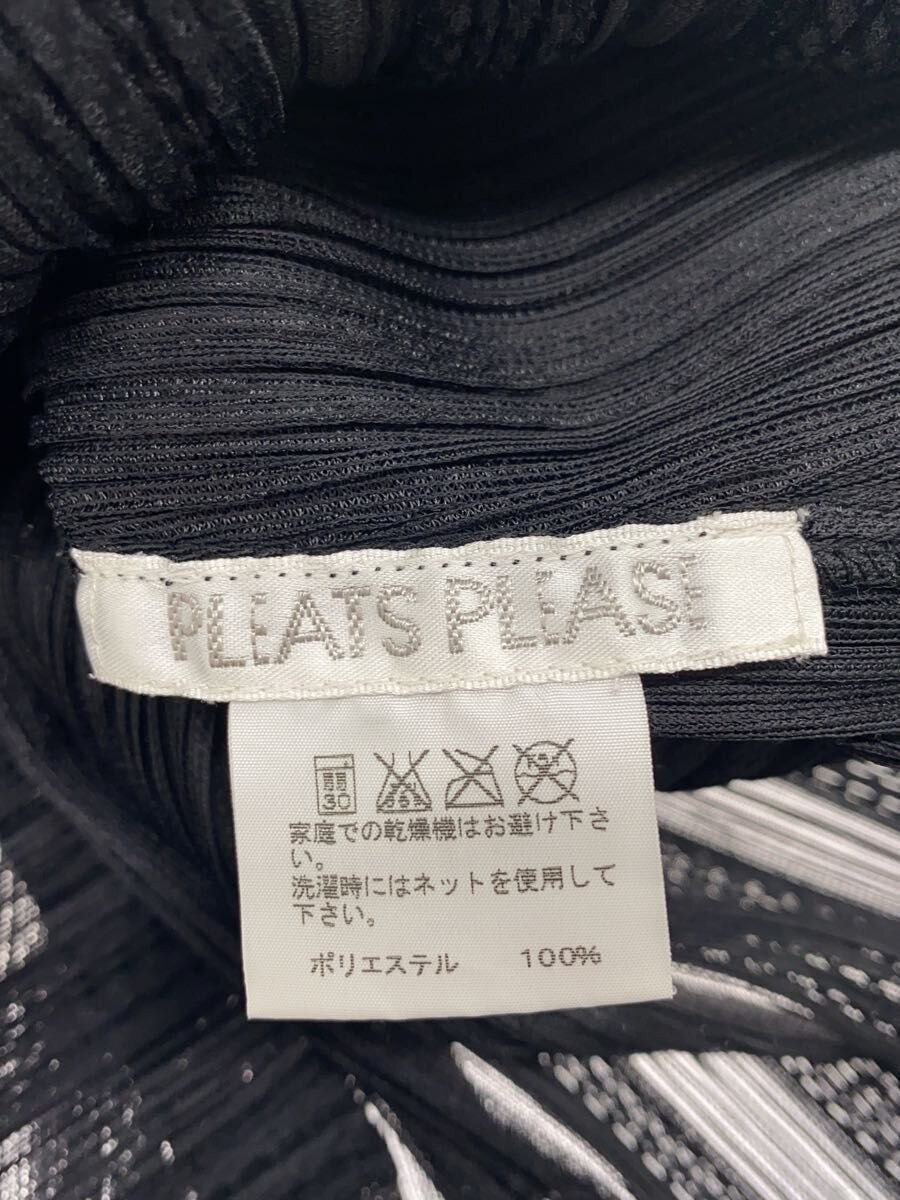 PLEATS PLEASE
弱
30
家庭での乾燥機はお避け下さ
い。
洗濯時にはネットを使用して
下さい。
ポリエステル 100%